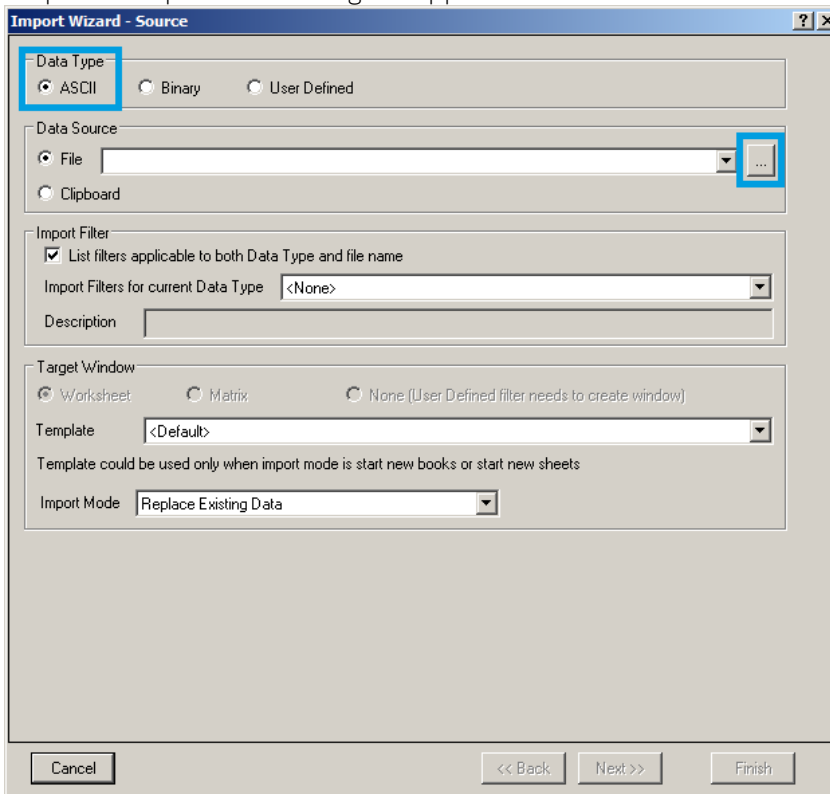 Import Wizard - Source
? x
Data Type
ASCII Binary User Defined
Data Source
File ...
Clipboard
Import Filter
List filters applicable to both Data Type and file name
Import Filters for current Data Type <None>
Description
Target Window
Worksheet Matrix None (User Defined filter needs to create window)
Template <Default>
Template could be used only when import mode is start new books or start new sheets
Import Mode Replace Existing Data
Cancel << Back Next >> Finish